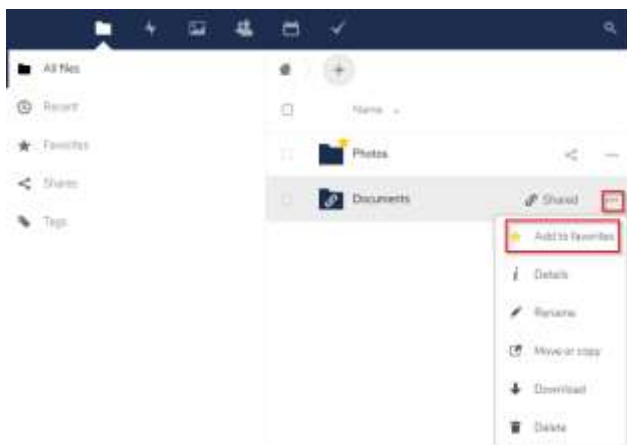 All files
Recent
Favorites
Shares
Tags
Name
Photos
Documents
Shared
Add to favorites
Details
Rename
Move or copy
Download
Delete